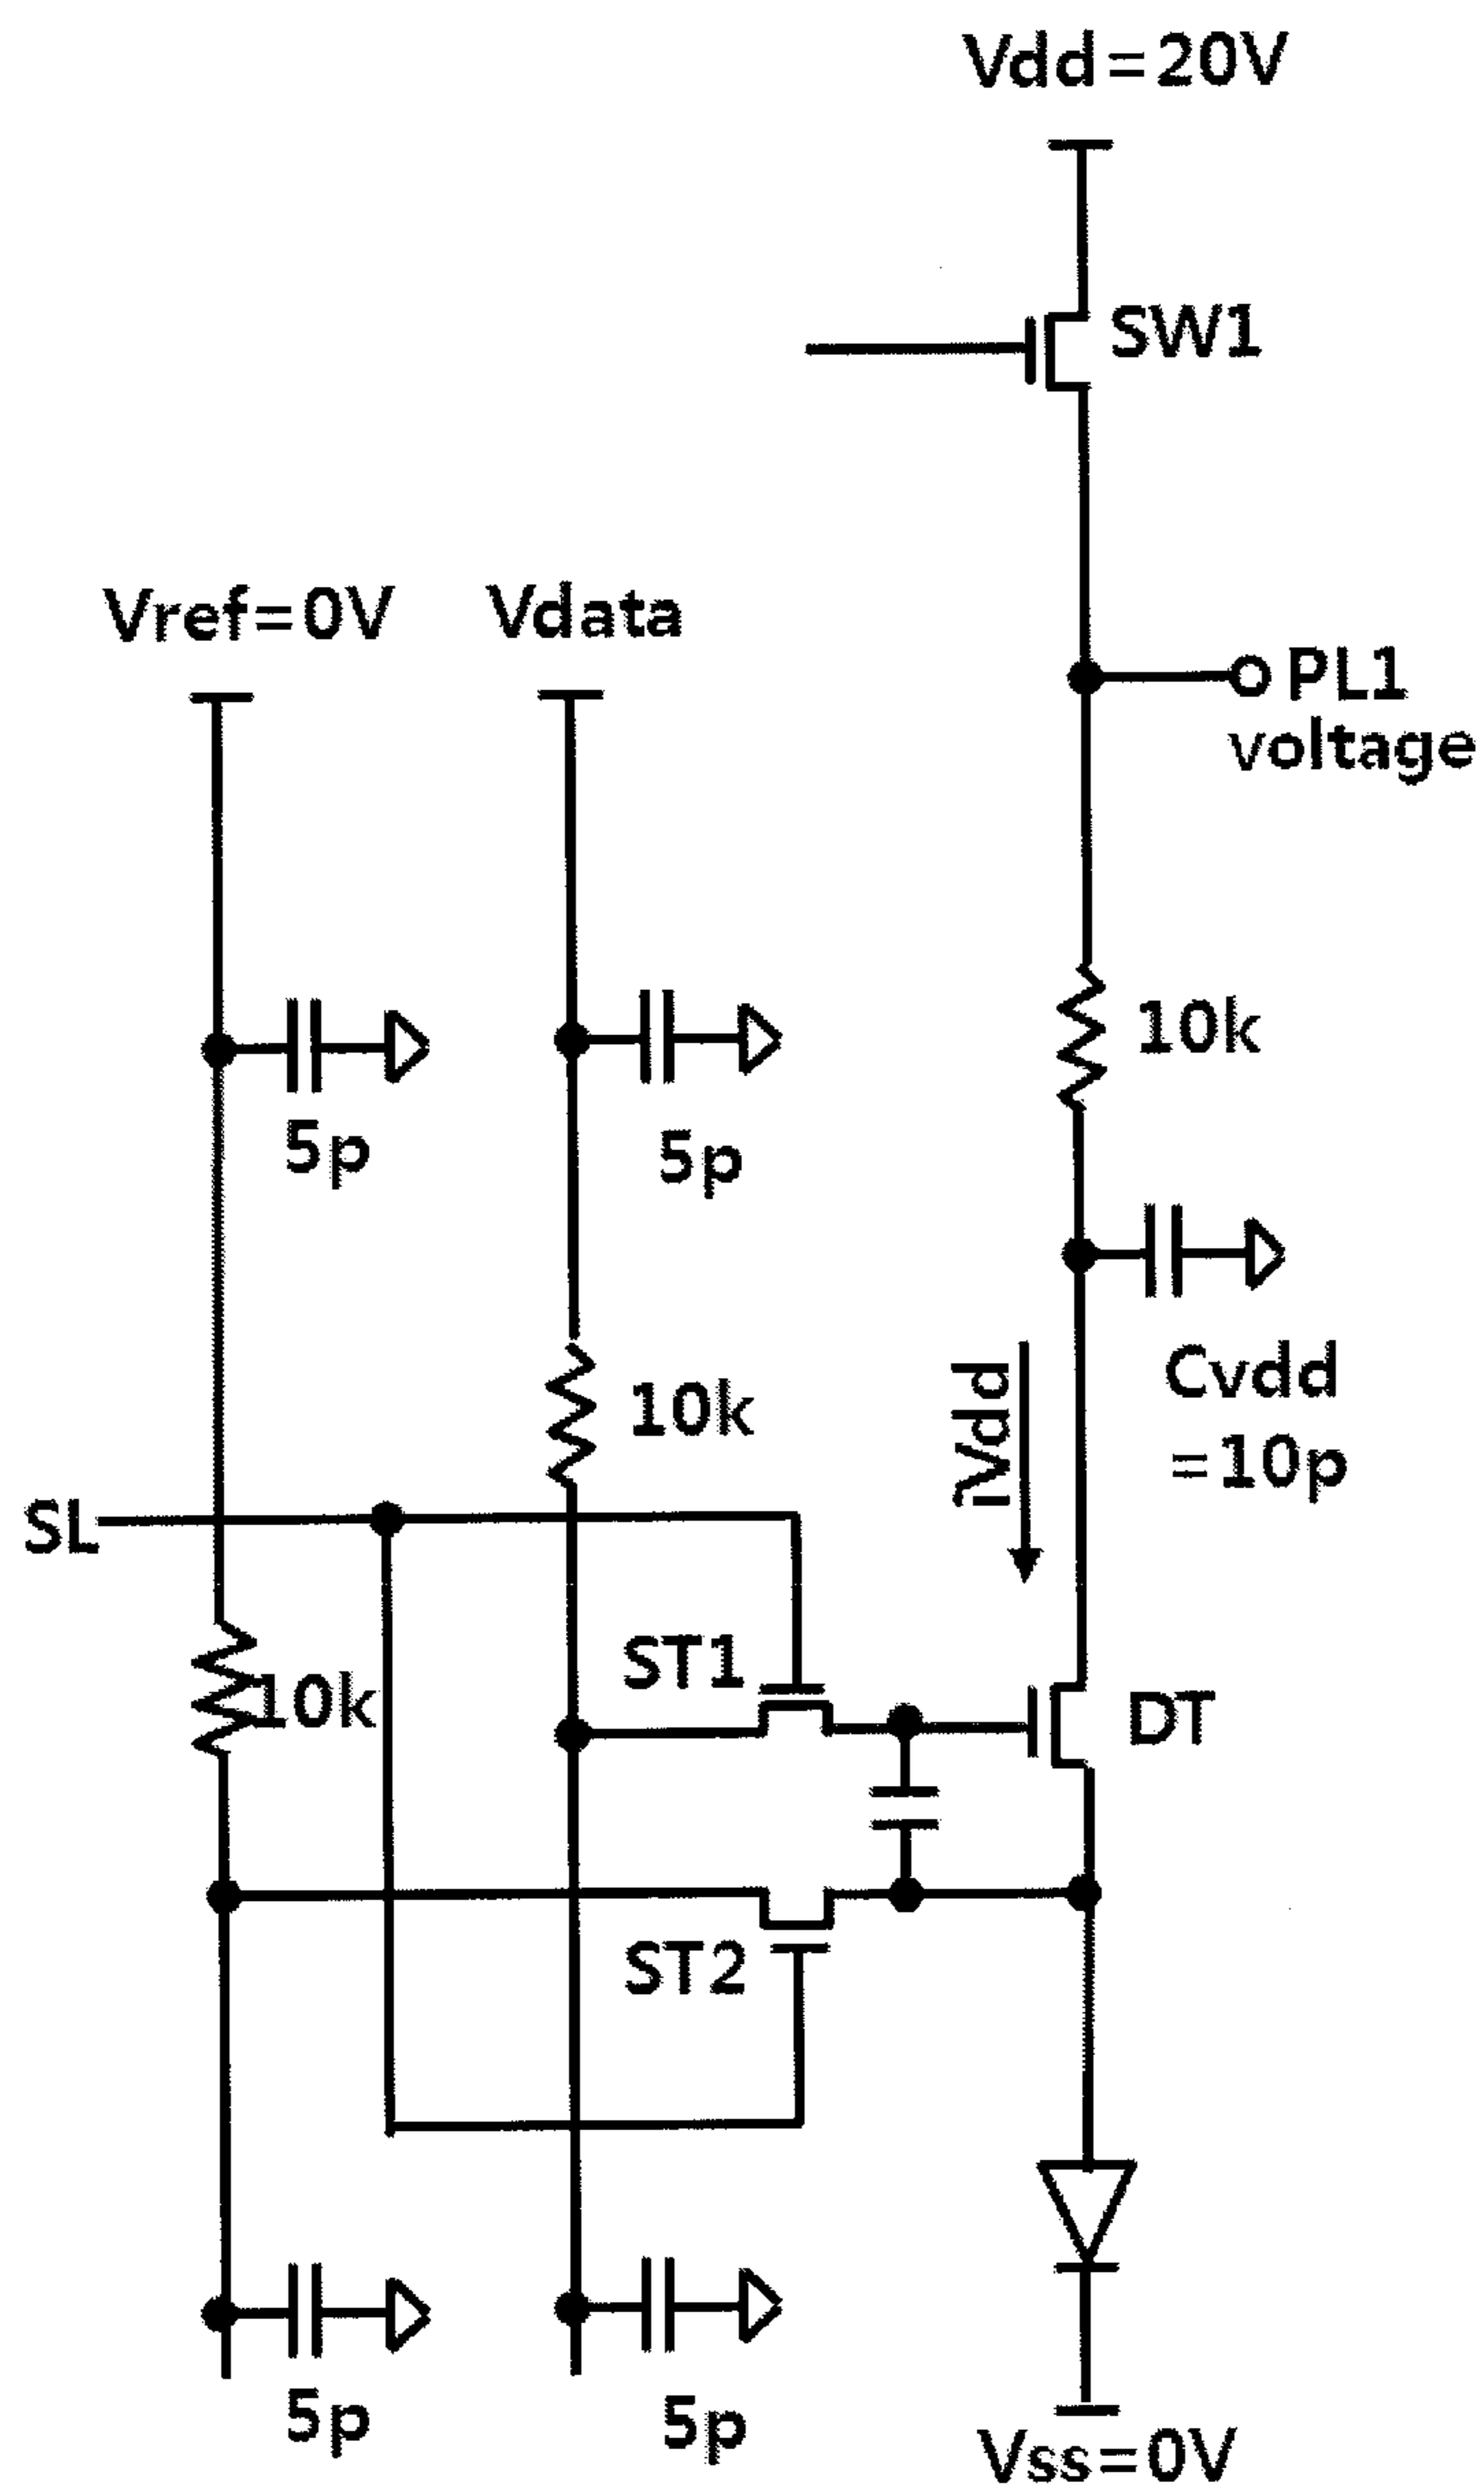 Vdd=20V
SW1
Vref=0V
Vdata
PL1
voltage
10k
5p
5p
Cvdd
=10p
iVdd
10k
SL
ST1
10k
DT
ST2
5p
5p
Vss=0V